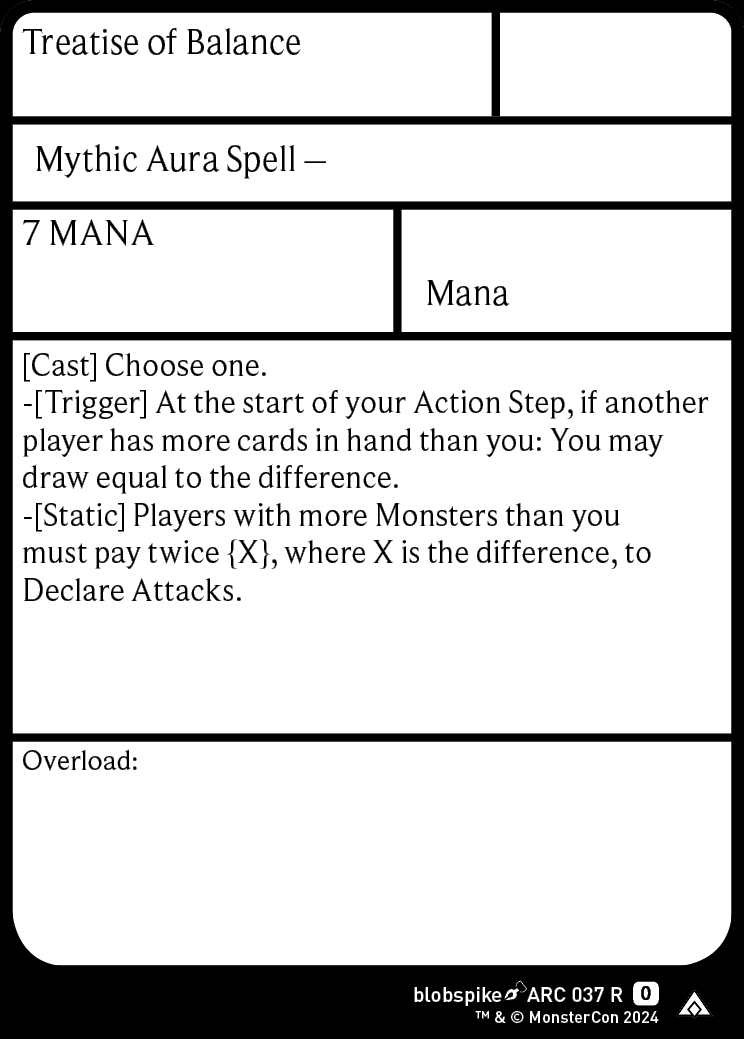 Treatise of Balance
Mythic Aura Spell –
7 MANA
Mana
[Cast] Choose one.
-[Trigger] At the start of your Action Step, if another
player has more cards in hand than you: You may
draw equal to the difference.
-[Static] Players with more Monsters than you
must pay twice {X}, where X is the difference, to
Declare Attacks.
Overload:
blobspike ARC 037 R 0
™ & © MonsterCon 2024